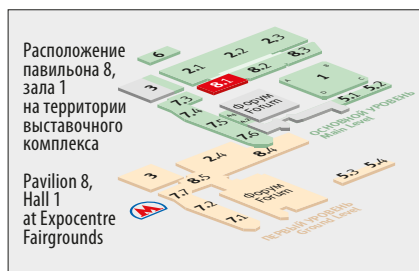 Расположение
павильона 8,
зала 1
на территории
выставочного
комплекса
Pavilion 8,
Hall 1
at Expocentre
Fairgrounds
6
2.1 2.2 2.3
3
8.1 8.2 8.3
7.3
7.4
7.5
7.6
Форум
Forum
A B
1
D C
5.1 5.2
ОСНОВНОЙ УРОВЕНЬ
Main Level
3
2.4 8.4
7.7 8.5
7.2
7.1
Форум
Forum
5.3 5.4
ПЕРВЫЙ УРОВЕНЬ
Ground Level